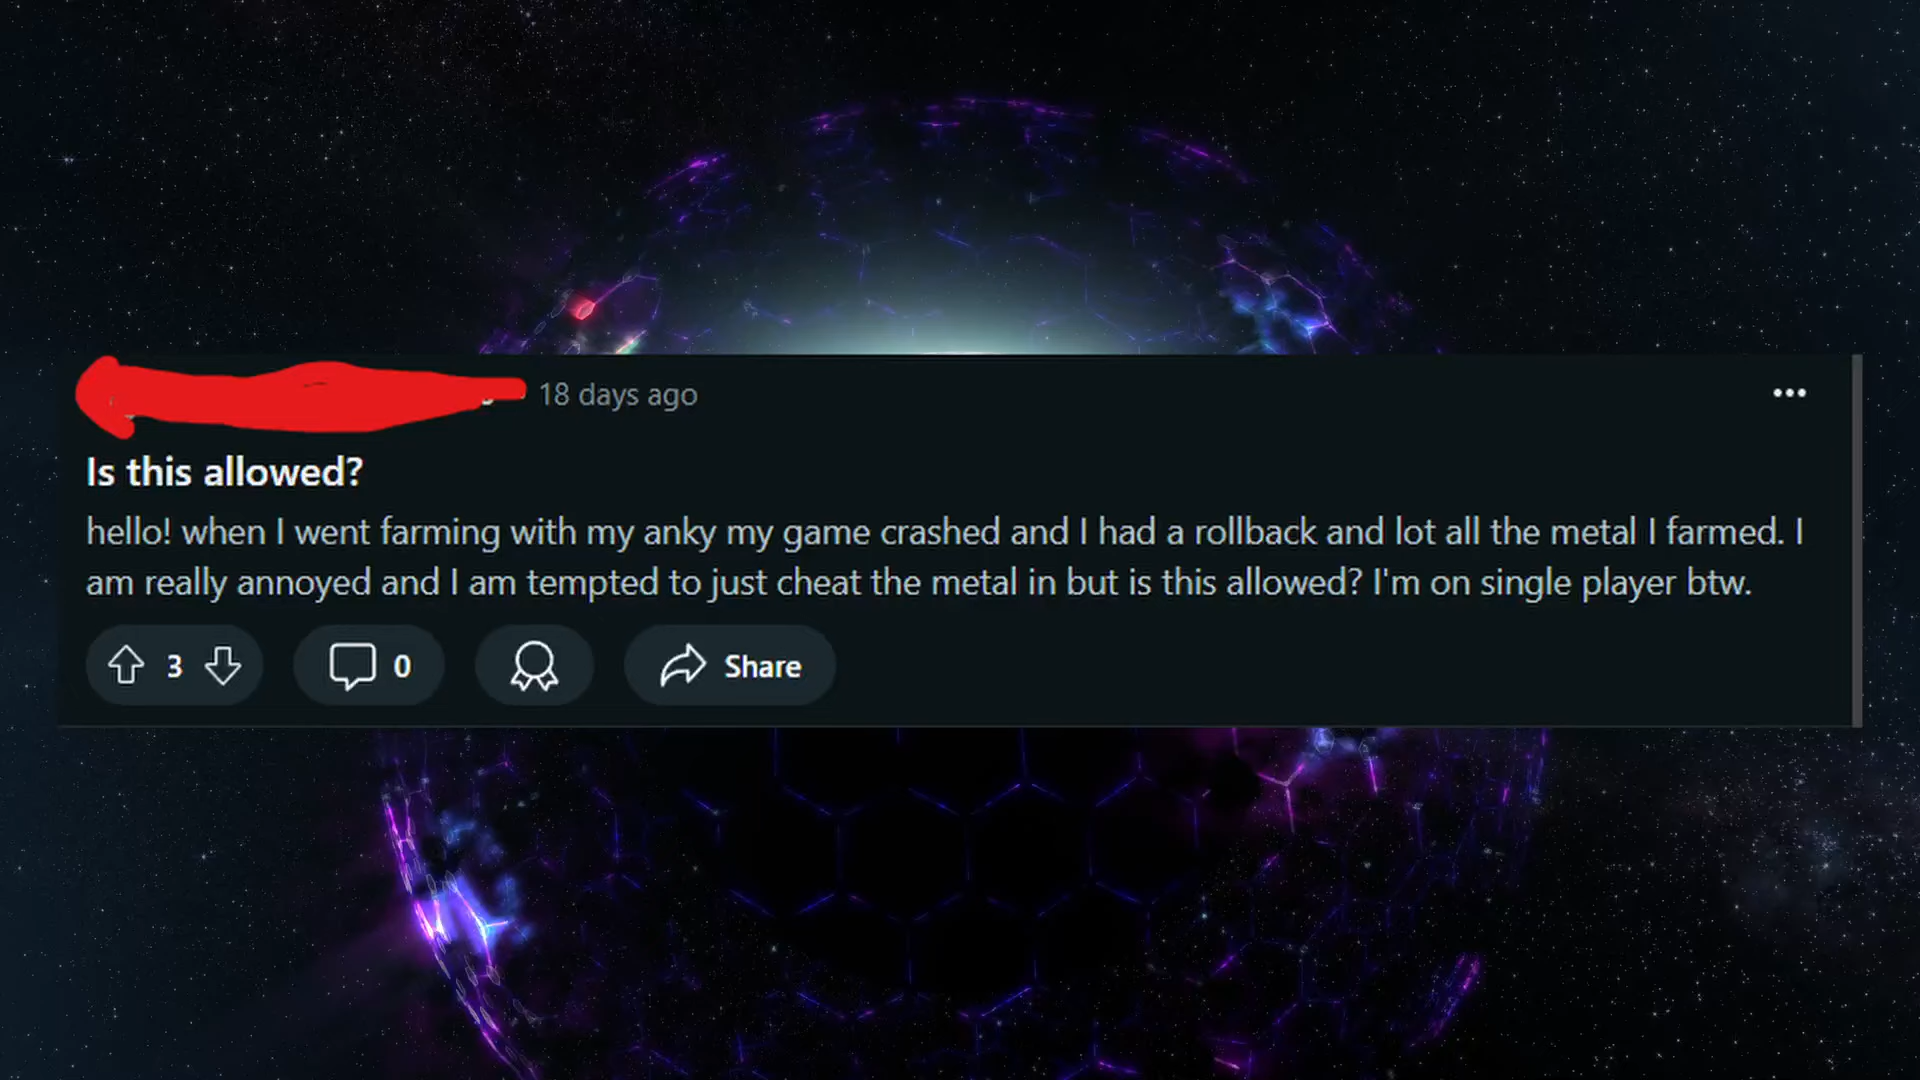 18 days ago
Is this allowed?
hello! when I went farming with my anky my game crashed and I had a rollback and lot all the metal I farmed. I
am really annoyed and I am tempted to just cheat the metal in but is this allowed? I'm on single player btw.
3 0 Share